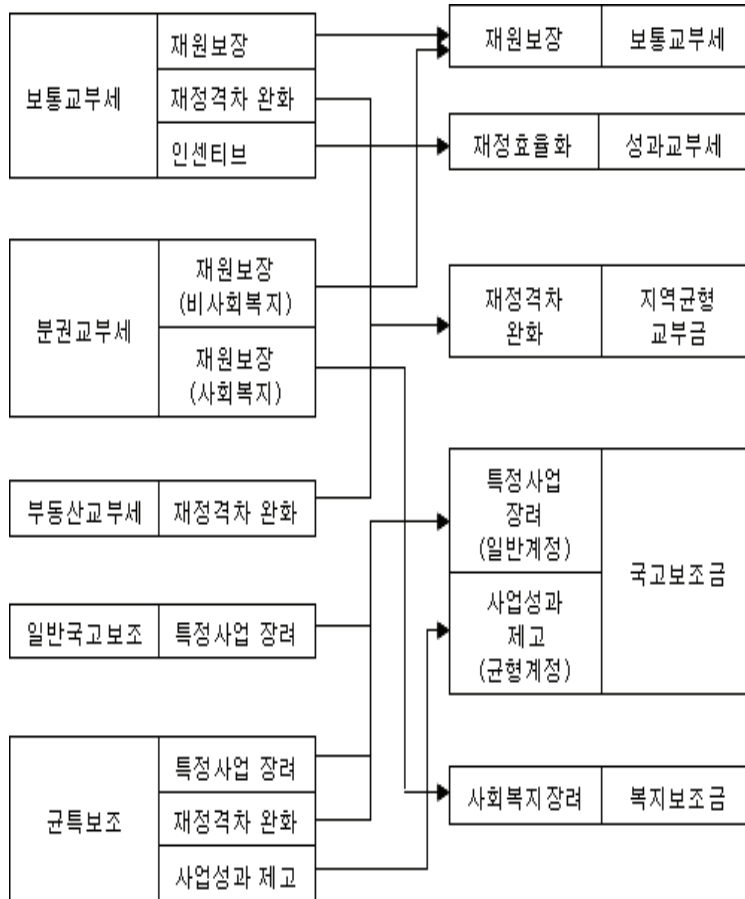 보통교부세
재원보장
재정격차 완화
인센티브
분권교부세
재원보장
(비사회복지)
재원보장
(사회복지)
부동산교부세
재정격차 완화
일반국고보조
특정사업 장려
균특보조
특정사업 장려
재정격차 완화
사업성과 제고
재원보장
보통교부세
재정효율화
성과교부세
재정격차
완화
지역균형
교부금
특정사업
장려
(일반계정)
사업성과
제고
(균형계정)
국고보조금
사회복지장려
복지보조금